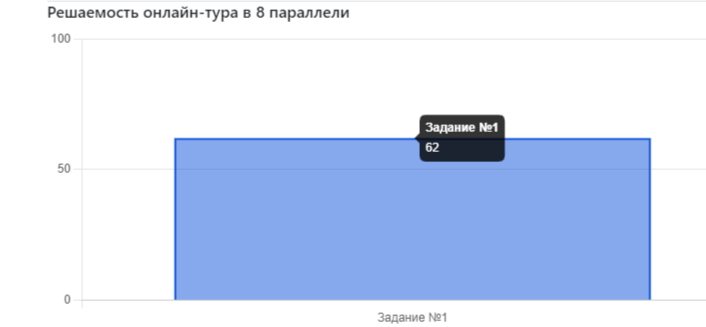 Решаемость онлайн-тура в 8 параллели
100
Задание №1
62
50
0
Задание №1